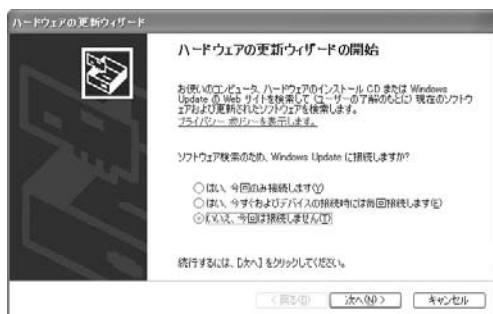 ハードウェアの更新ウィザード
ハードウェアの更新ウィザードの開始
お使いのコンピュータ、ハードウェアのインストール CD または Windows
Update の Web サイトを検索して (ユーザーの了解のもとに) 現在のソフトウ
ェアおよび更新されたソフトウェアを検索します。
プライバシー ポリシーを表示します。
ソフトウェア検索のため、Windows Update に接続しますか?
はい、今回のみ接続します(Y)
はい、今すぐおよびデバイスの接続時には毎回接続します(E)
いいえ、今回は接続しません(T)
続行するには、[次へ] をクリックしてください。
< 戻る(B) 次へ(N) > キャンセル